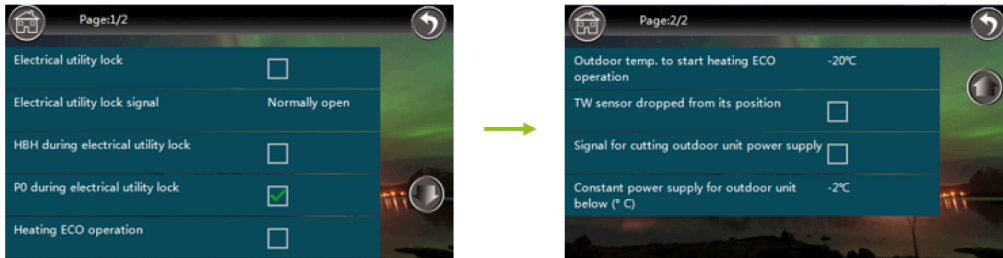 Page:1/2
Electrical utility lock
Electrical utility lock signal Normally open
HBH during electrical utility lock
P0 during electrical utility lock
Heating ECO operation
Page:2/2
Outdoor temp. to start heating ECO -20℃
operation
TW sensor dropped from its position
Signal for cutting outdoor unit power supply
Constant power supply for outdoor unit -2℃
below (° C)